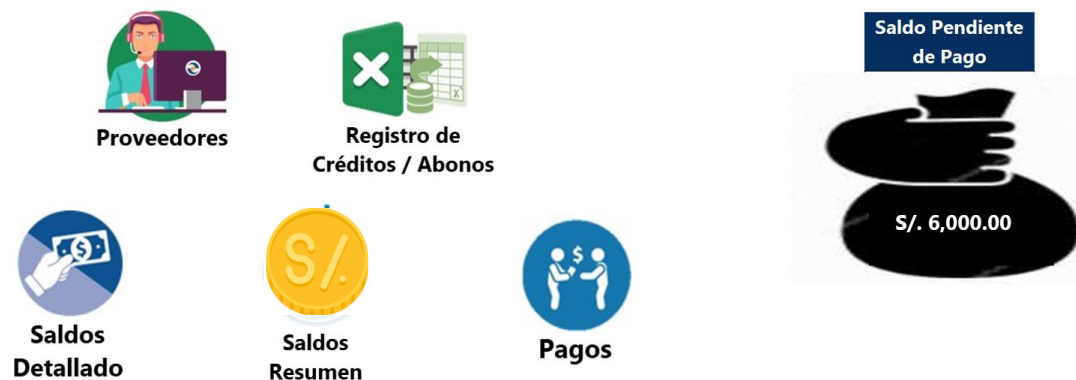 Proveedores
Registro de
Créditos / Abonos
Saldo Pendiente
de Pago
S/. 6,000.00
Saldos
Detallado
S/.
Saldos
Resumen
Pagos